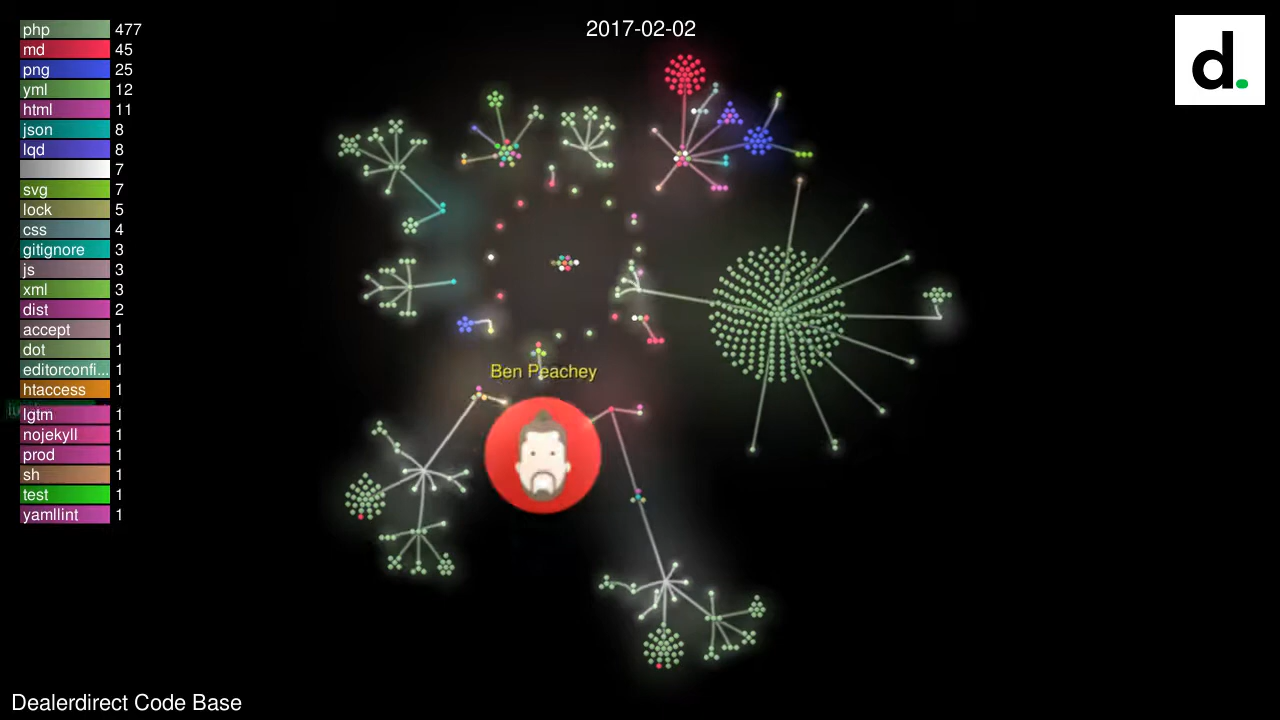 2017-02-02
d.
php 477
md 45
png 25
yml 12
html 11
json 8
lqd 8
7
svg 7
lock 5
css 4
gitignore 3
js 3
xml 3
dist 2
accept 1
dot 1
editorconfi... 1
htaccess 1
lgtm 1
nojekyll 1
prod 1
sh 1
test 1
yamllint 1
Ben Peachey
Dealerdirect Code Base